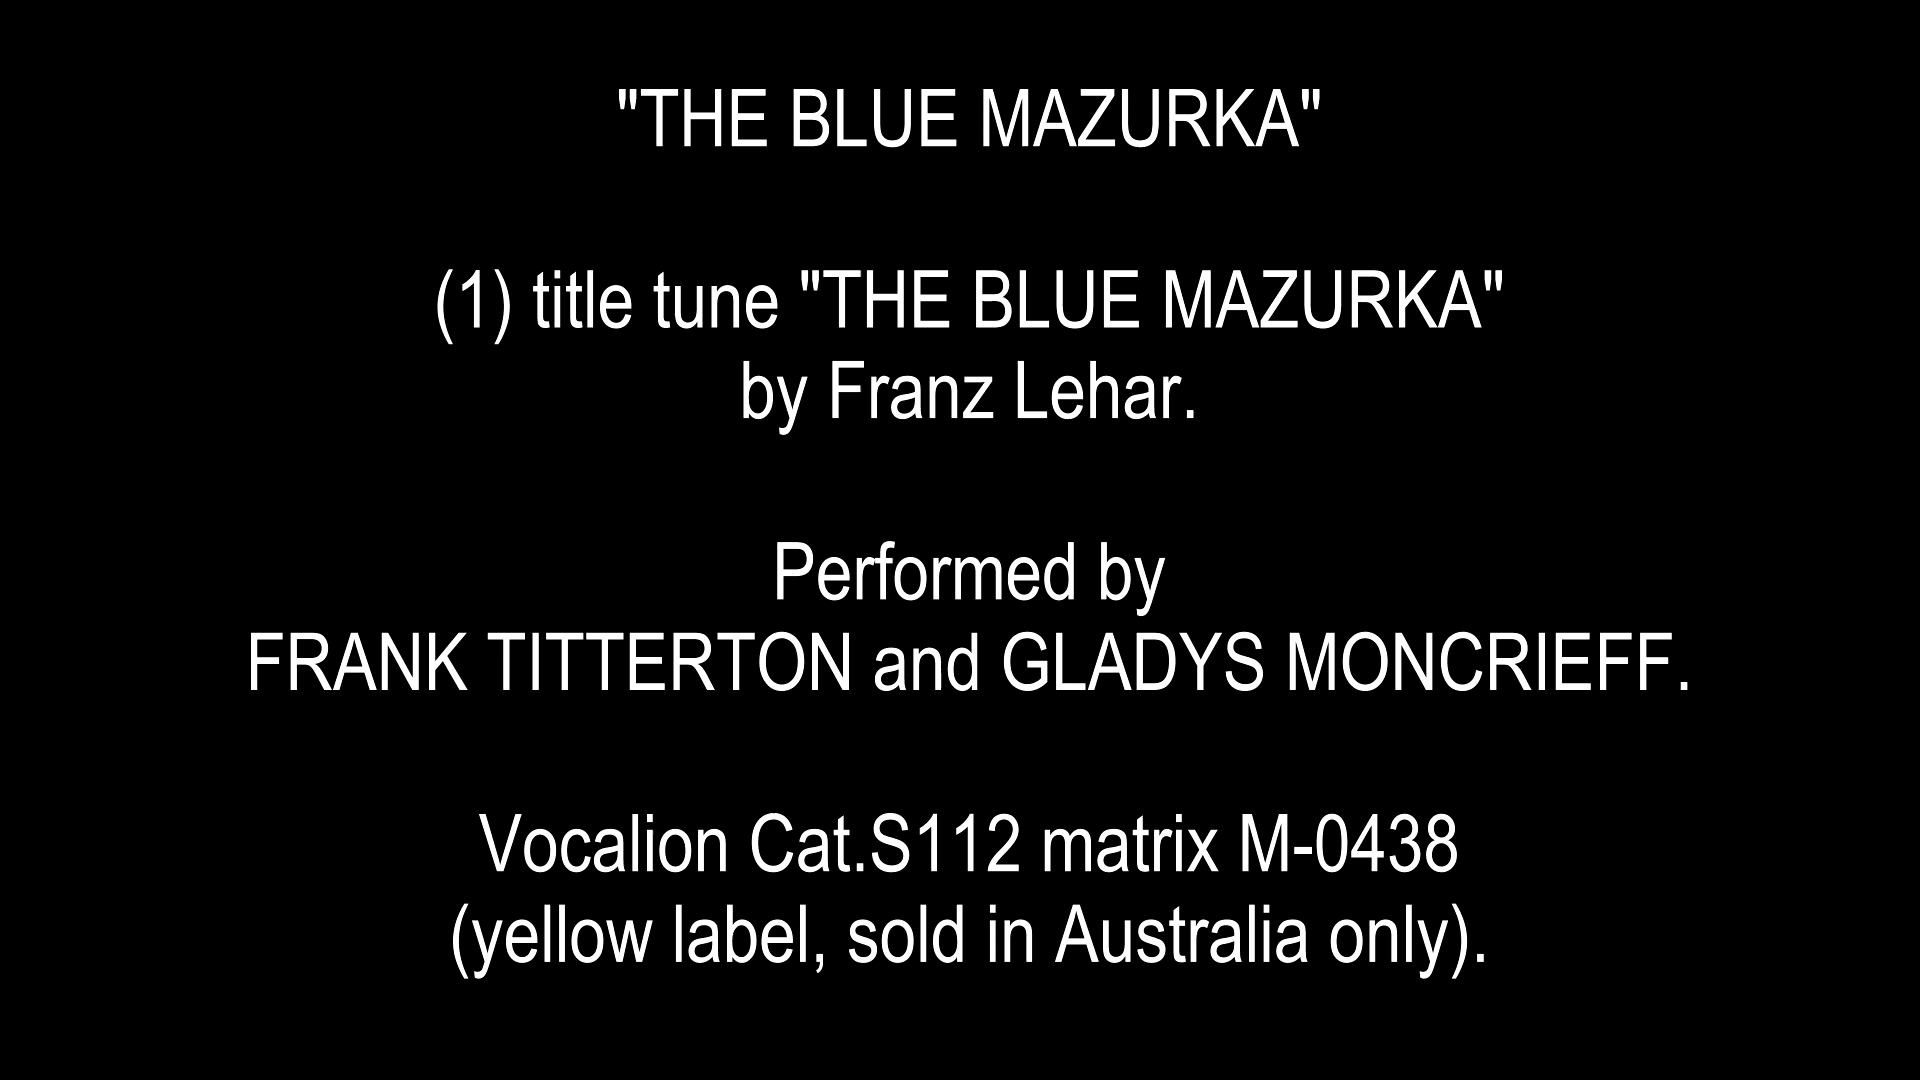 "THE BLUE MAZURKA"
(1) title tune "THE BLUE MAZURKA"
by Franz Lehar.
Performed by
FRANK TITTERTON and GLADYS MONCRIEFF.
Vocalion Cat.S112 matrix M-0438
(yellow label, sold in Australia only).